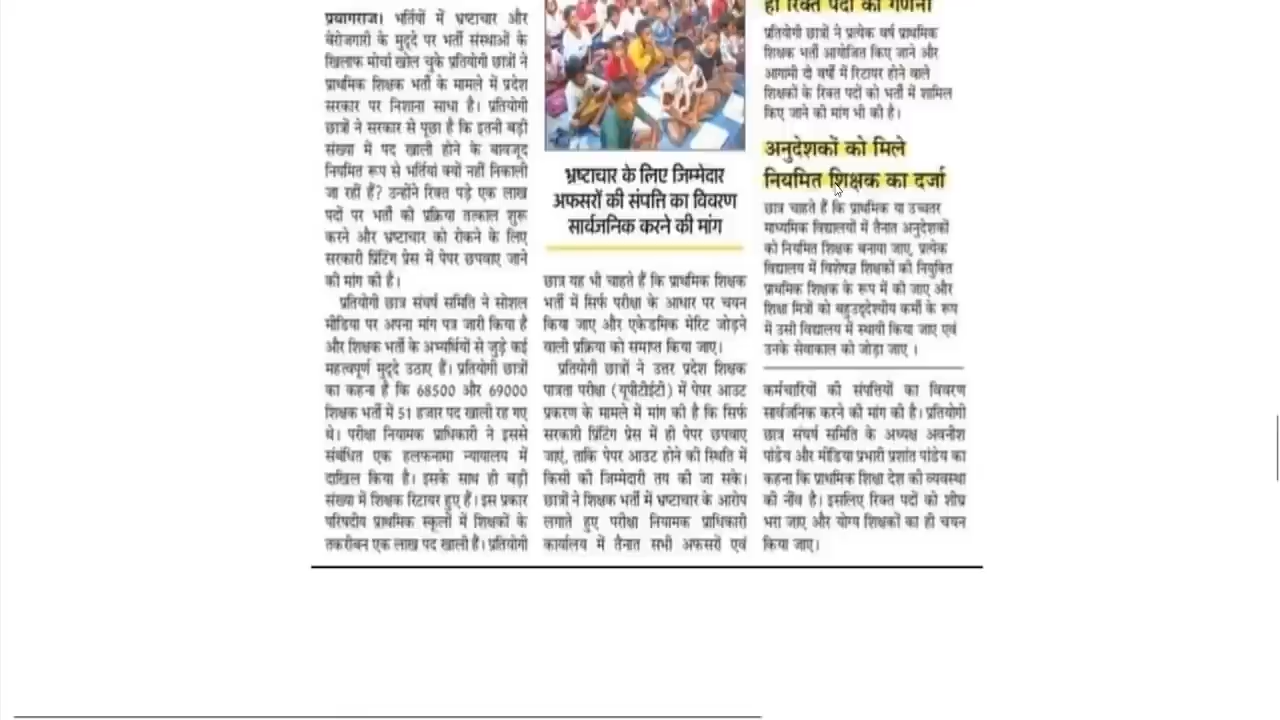 प्रयागराज। भर्तियों में भ्रष्टाचार और
बेरोजगारी के मुद्दे पर भर्ती संस्थाओं के
खिलाफ मोर्चा खोल चुके प्रतियोगी छात्रों ने
प्राथमिक शिक्षक भर्ती के मामले में प्रदेश
सरकार पर निशाना साधा है। प्रतियोगी
छात्रों ने सरकार से पूछा है कि इतनी बड़ी
संख्या में पद खाली होने के बावजूद
नियमित रूप से भर्तियां क्यों नहीं निकाली
जा रहीं हैं? उन्होंने रिक्त पड़े एक लाख
पदों पर भर्ती की प्रक्रिया तत्काल शुरू
करने और भ्रष्टाचार को रोकने के लिए
सरकारी प्रिंटिंग प्रेस में पेपर छपवाए जाने
की मांग की है।
प्रतियोगी छात्र संघर्ष समिति ने सोशल
मीडिया पर अपना मांग पत्र जारी किया है
और शिक्षक भर्ती के अभ्यर्थियों से जुड़े कई
महत्वपूर्ण मुद्दे उठाए हैं। प्रतियोगी छात्रों
का कहना है कि 68500 और 69000
शिक्षक भर्ती में 51 हजार पद खाली रह गए
थे। परीक्षा नियामक प्राधिकारी ने इससे
संबंधित एक हलफनामा न्यायालय में
दाखिल किया है। इसके साथ ही बड़ी
संख्या में शिक्षक रिटायर हुए हैं। इस प्रकार
परिषदीय प्राथमिक स्कूलों में शिक्षकों के
तकरीबन एक लाख पद खाली हैं। प्रतियोगी
भ्रष्टाचार के लिए जिम्मेदार
अफसरों की संपत्ति का विवरण
सार्वजनिक करने की मांग
छात्र यह भी चाहते हैं कि प्राथमिक शिक्षक
भर्ती में सिर्फ परीक्षा के आधार पर चयन
किया जाए और एकेडमिक मेरिट जोड़ने
वाली प्रक्रिया को समाप्त किया जाए।
प्रतियोगी छात्रों ने उत्तर प्रदेश शिक्षक
पात्रता परीक्षा (यूपीटीईटी) में पेपर आउट
प्रकरण के मामले में मांग की है कि सिर्फ
सरकारी प्रिंटिंग प्रेस में ही पेपर छपवाए
जाएं, ताकि पेपर आउट होने की स्थिति में
किसी की जिम्मेदारी तय की जा सके।
छात्रों ने शिक्षक भर्ती में भ्रष्टाचार के आरोप
लगाते हुए परीक्षा नियामक प्राधिकारी
कार्यालय में तैनात सभी अफसरों एवं
हो रिक्त पदों की गणना
प्रतियोगी छात्रों ने प्रत्येक वर्ष प्राथमिक
शिक्षक भर्ती आयोजित किए जाने और
आगामी दो वर्षों में रिटायर होने वाले
शिक्षकों के रिक्त पदों को भर्ती में शामिल
किए जाने की मांग भी की है।
अनुदेशकों को मिले
नियमित शिक्षक का दर्जा
छात्र चाहते हैं कि प्राथमिक या उच्चतर
माध्यमिक विद्यालयों में तैनात अनुदेशकों
को नियमित शिक्षक बनाया जाए, प्रत्येक
विद्यालय में विशेषज्ञ शिक्षकों की नियुक्ति
प्राथमिक शिक्षक के रूप में की जाए और
शिक्षा मित्रों को बहुउद्देश्यीय कर्मी के रूप
में उसी विद्यालय में स्थायी किया जाए एवं
उनके सेवाकाल को जोड़ा जाए ।
कर्मचारियों की संपत्तियों का विवरण
सार्वजनिक करने की मांग की है। प्रतियोगी
छात्र संघर्ष समिति के अध्यक्ष अवनीश
पांडेय और मीडिया प्रभारी प्रशांत पांडेय का
कहना कि प्राथमिक शिक्षा देश की व्यवस्था
की नींव है। इसलिए रिक्त पदों को शीघ्र
भरा जाए और योग्य शिक्षकों का ही चयन
किया जाए।